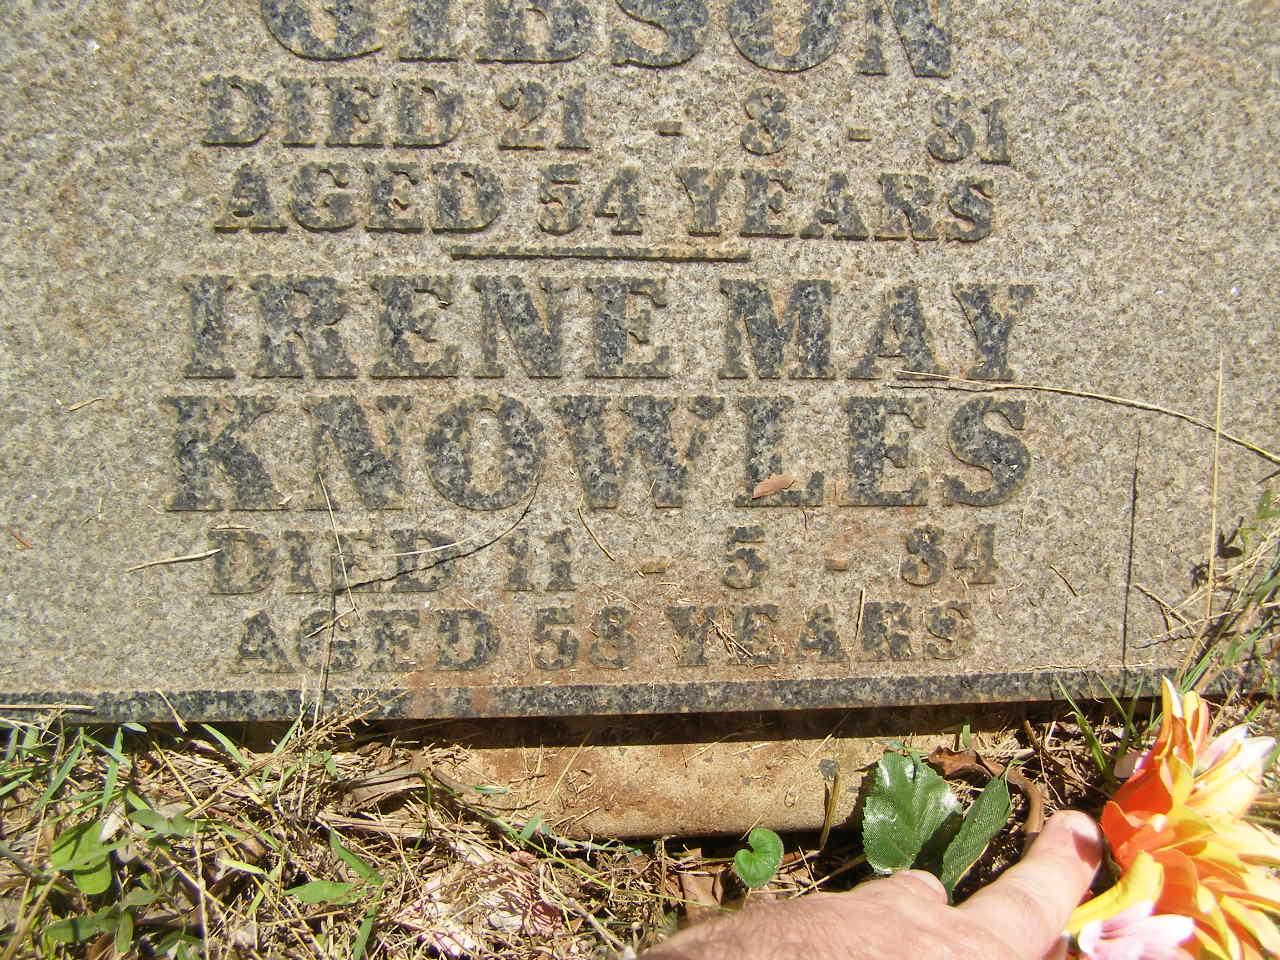 GIBSON
DIED 21 - 8 - 81
AGED 54 YEARS
IRENE MAY
KNOWLES
DIED 11 - 5 - 84
AGED 58 YEARS